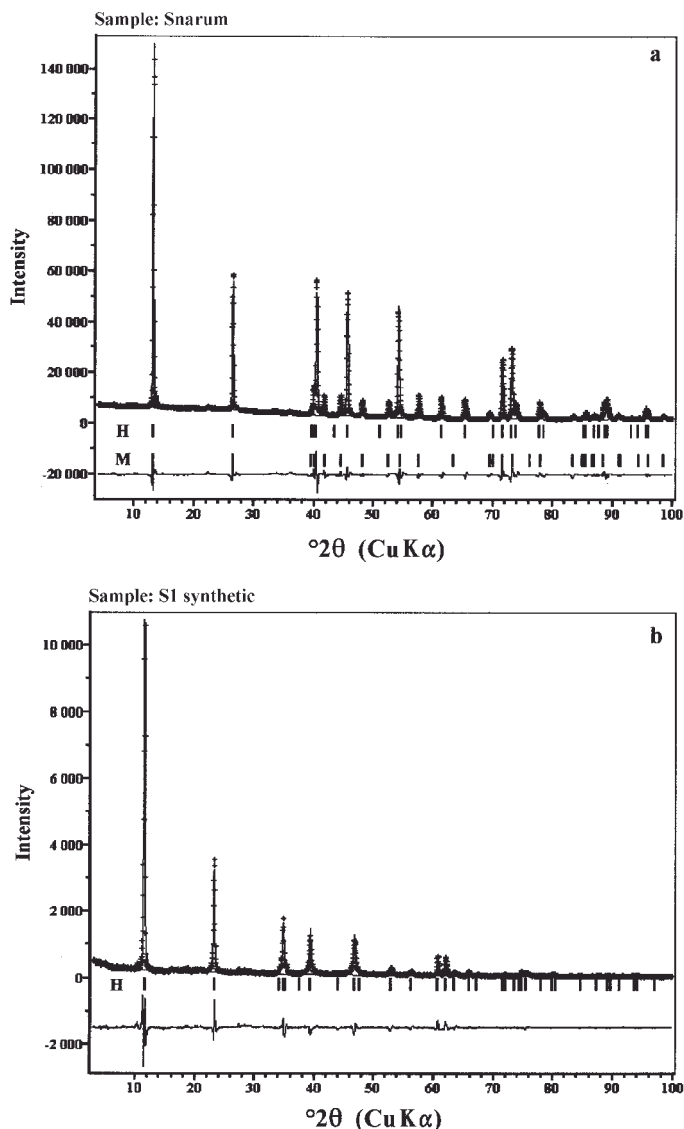 Sample: Snarum
a
140 000
120 000
100 000
80 000
60 000
40 000
20 000
0
H
M
-20 000
Intensity
10 20 30 40 50 60 70 80 90 100
°2θ (Cu Kα)
Sample: S1 synthetic
b
10 000
8 000
6 000
4 000
2 000
0
H
-2 000
Intensity
10 20 30 40 50 60 70 80 90 100
°2θ (Cu Kα)